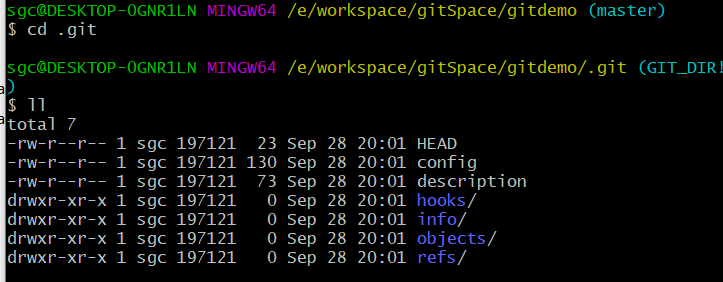 sgc@DESKTOP-OGNR1LN MINGW64 /e/workspace/gitSpace/gitdemo (master)
$ cd .git
sgc@DESKTOP-OGNR1LN MINGW64 /e/workspace/gitSpace/gitdemo/.git (GIT_DIR!
)
$ ll
total 7
-rw-r--r-- 1 sgc 197121  23 Sep 28 20:01 HEAD
-rw-r--r-- 1 sgc 197121 130 Sep 28 20:01 config
-rw-r--r-- 1 sgc 197121  73 Sep 28 20:01 description
drwxr-xr-x 1 sgc 197121   0 Sep 28 20:01 hooks/
drwxr-xr-x 1 sgc 197121   0 Sep 28 20:01 info/
drwxr-xr-x 1 sgc 197121   0 Sep 28 20:01 objects/
drwxr-xr-x 1 sgc 197121   0 Sep 28 20:01 refs/